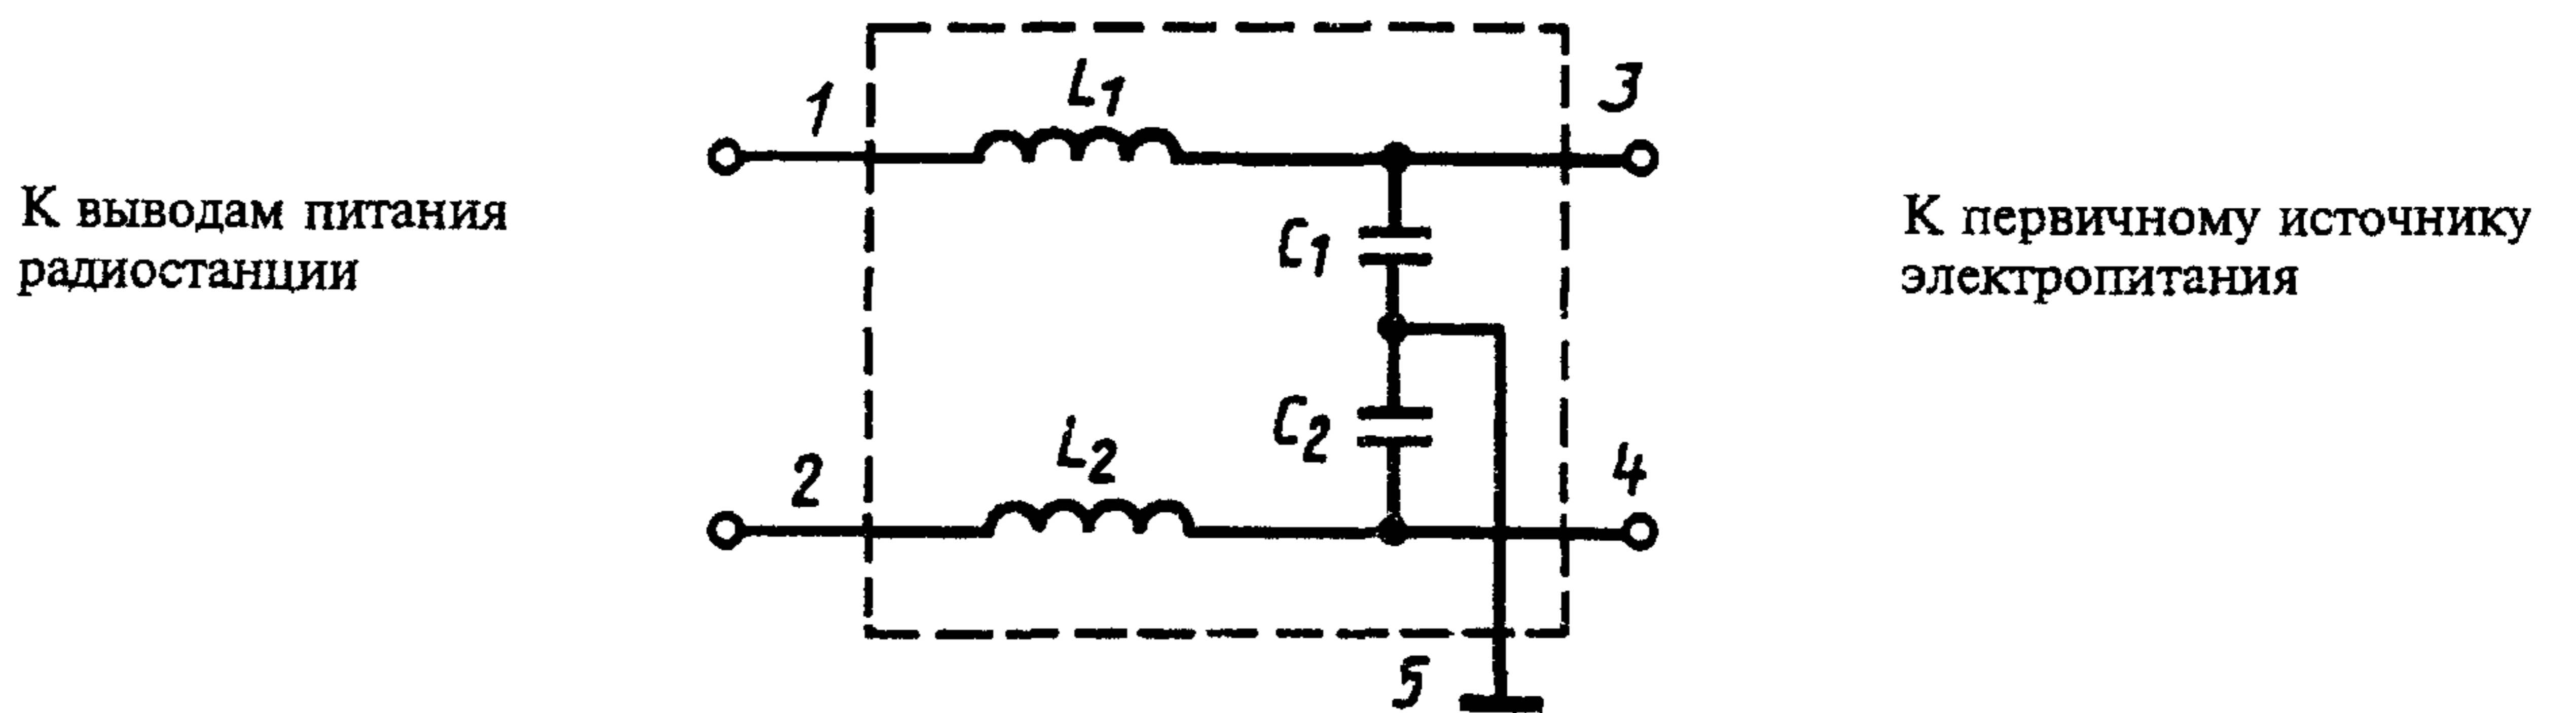 L1
1
3
К выводам питания
радиостанции
C1
К первичному источнику
электропитания
C2
L2
2
4
5